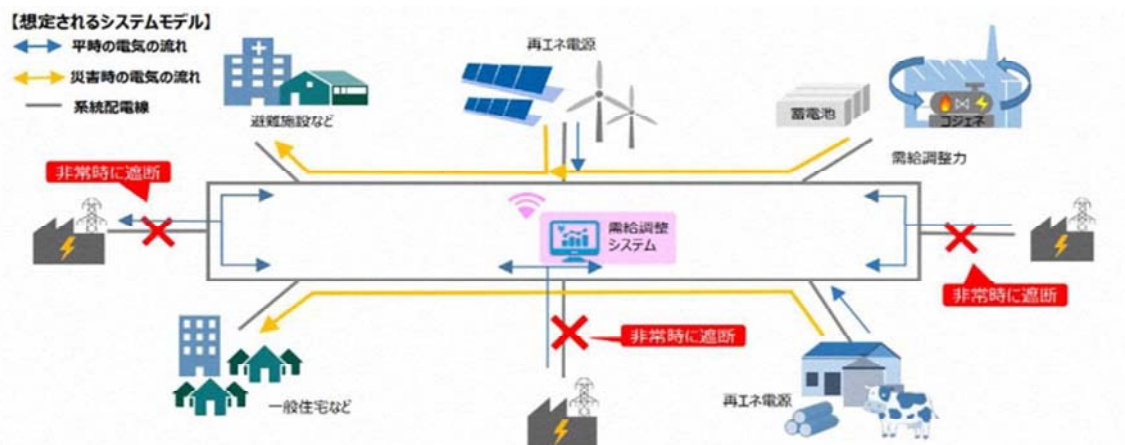 【想定されるシステムモデル】
平時の電気の流れ
災害時の電気の流れ
系統配電線
避難施設など
再エネ電源
蓄電池
コジェネ
需給調整力
非常時に遮断
需給調整
システム
非常時に遮断
非常時に遮断
一般住宅など
再エネ電源